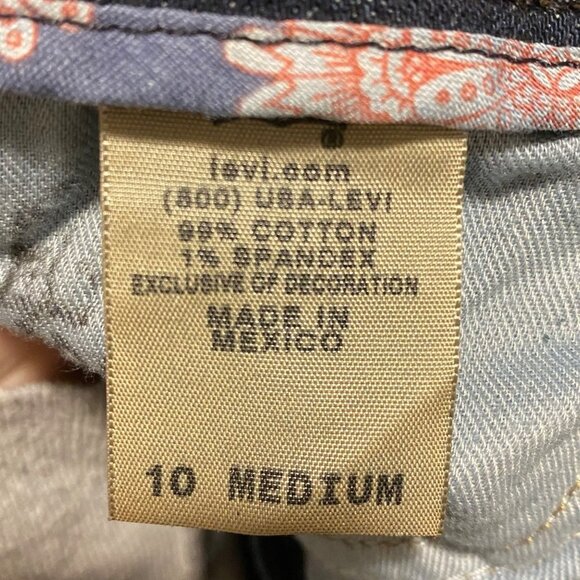 levi.com
(800) USA-LEVI
99% COTTON
1% SPANDEX
EXCLUSIVE OF DECORATION
MADE IN
MEXICO
10 MEDIUM